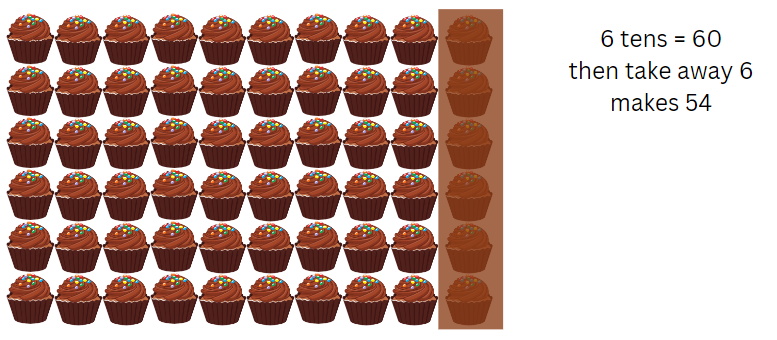 6 tens = 60
then take away 6
makes 54